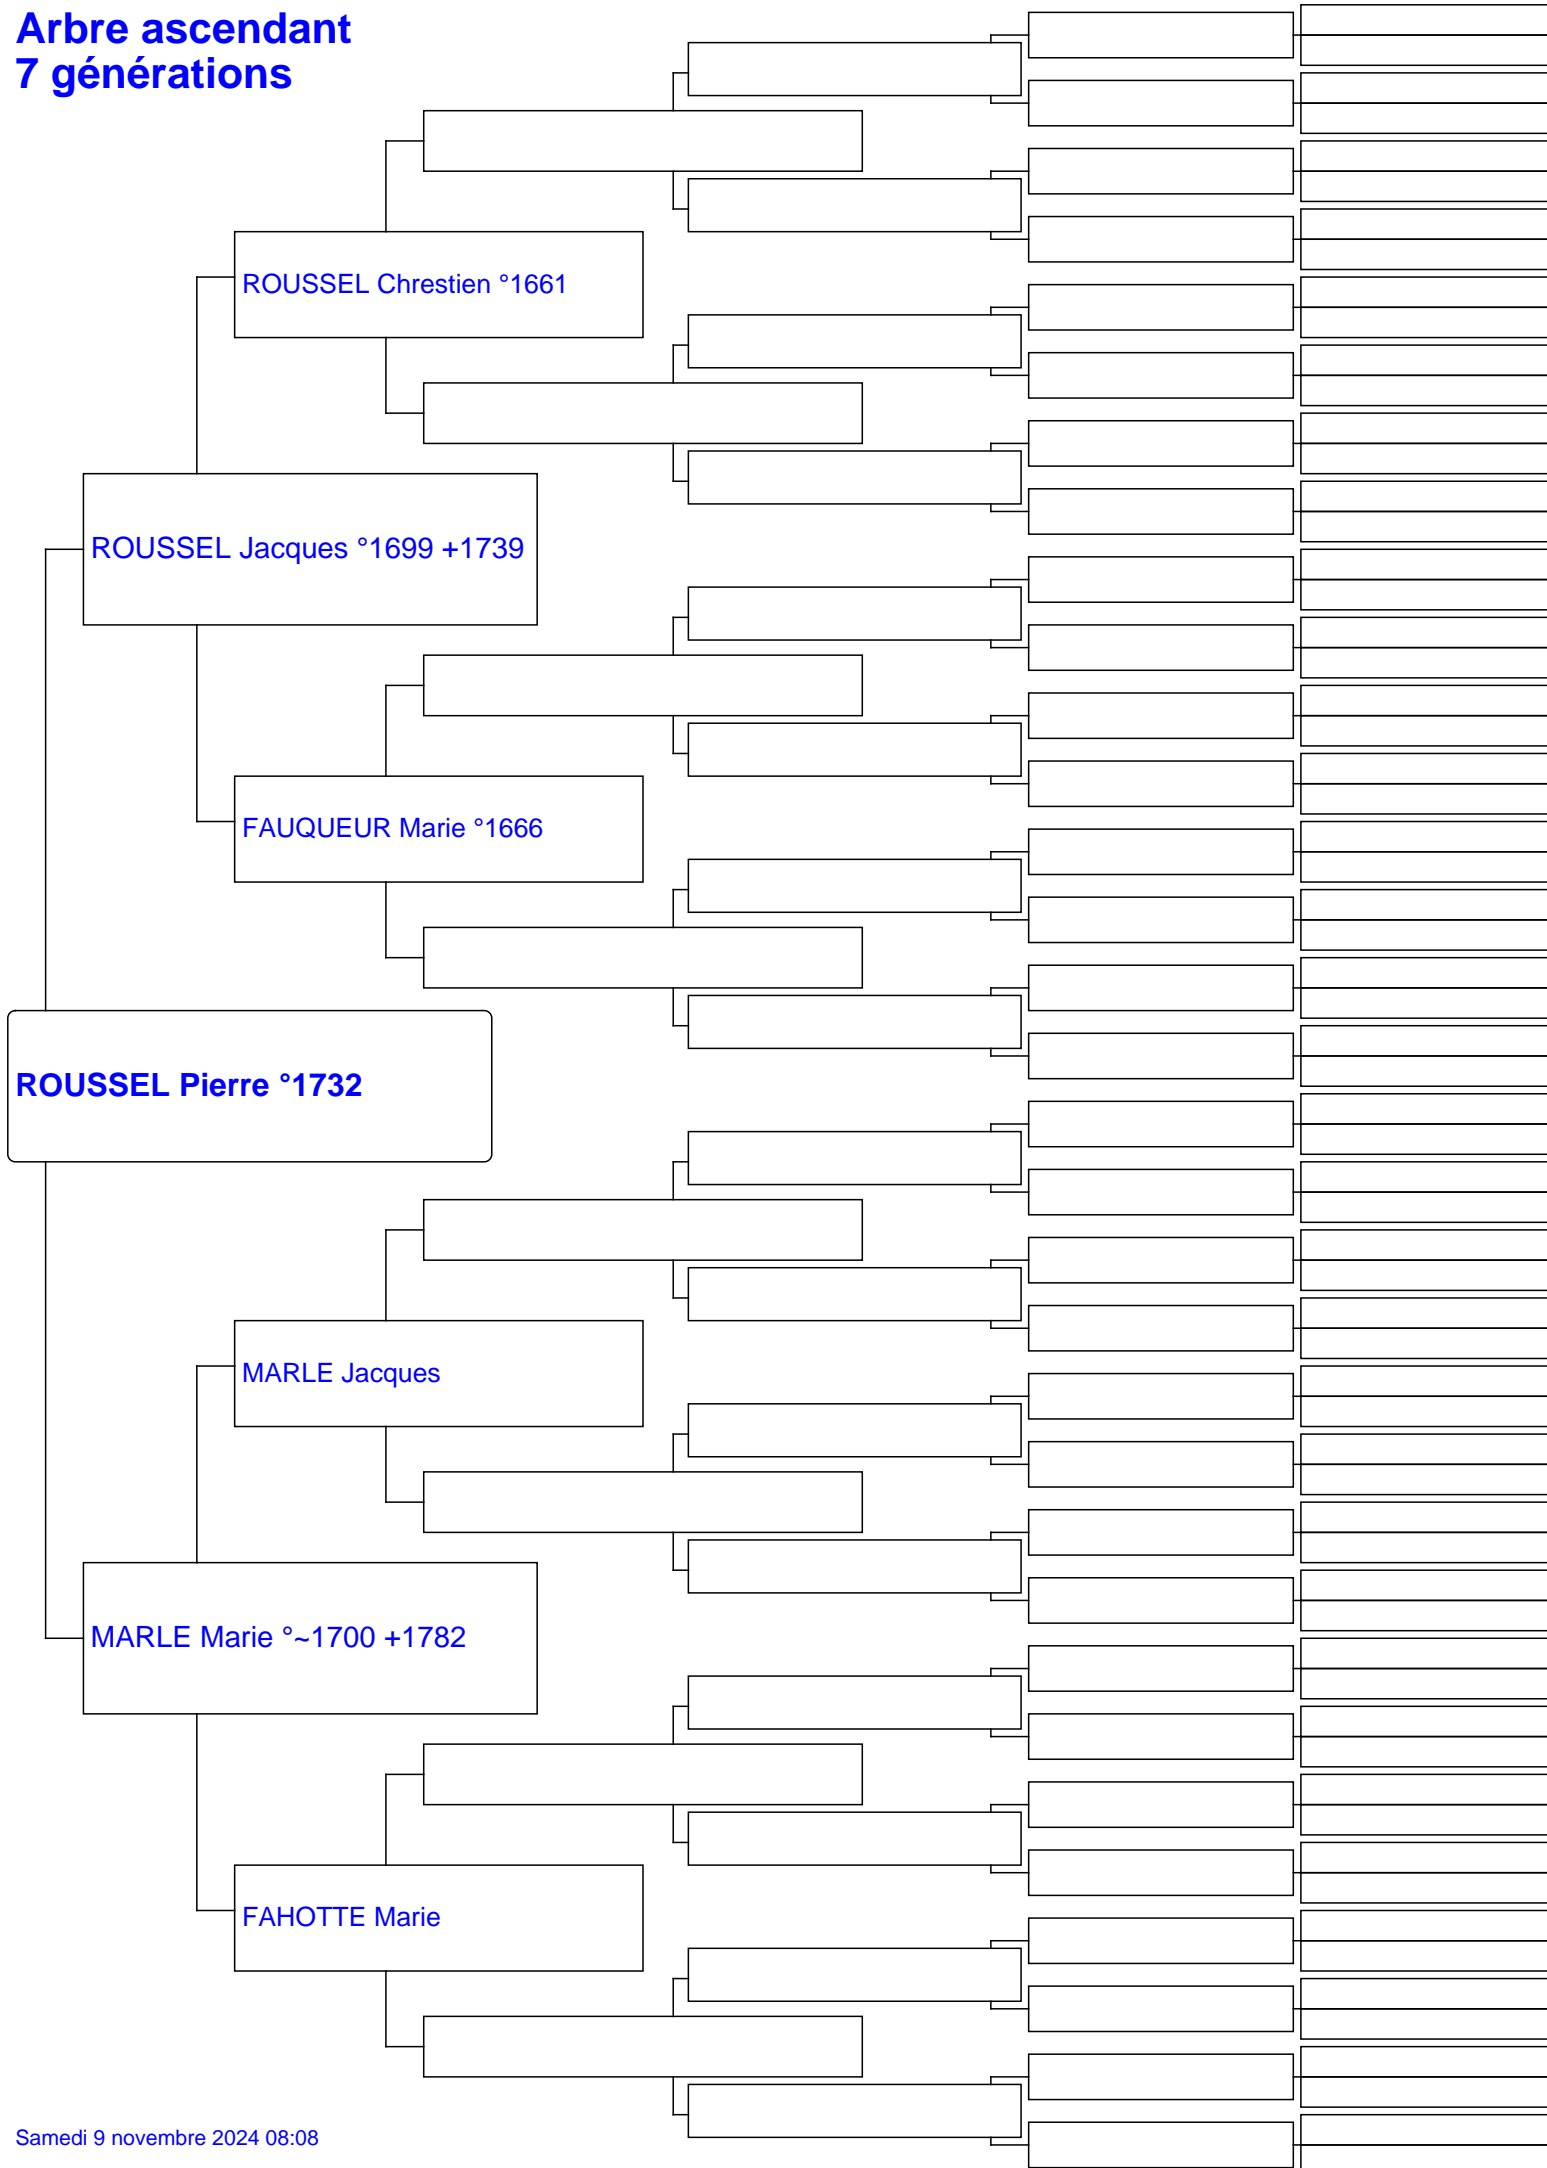 Arbre ascendant
7 générations
ROUSSEL Chrestien °1661
ROUSSEL Jacques °1699 +1739
FAUQUEUR Marie °1666
ROUSSEL Pierre °1732
MARLE Jacques
MARLE Marie °~1700 +1782
FAHOTTE Marie
Samedi 9 novembre 2024 08:08